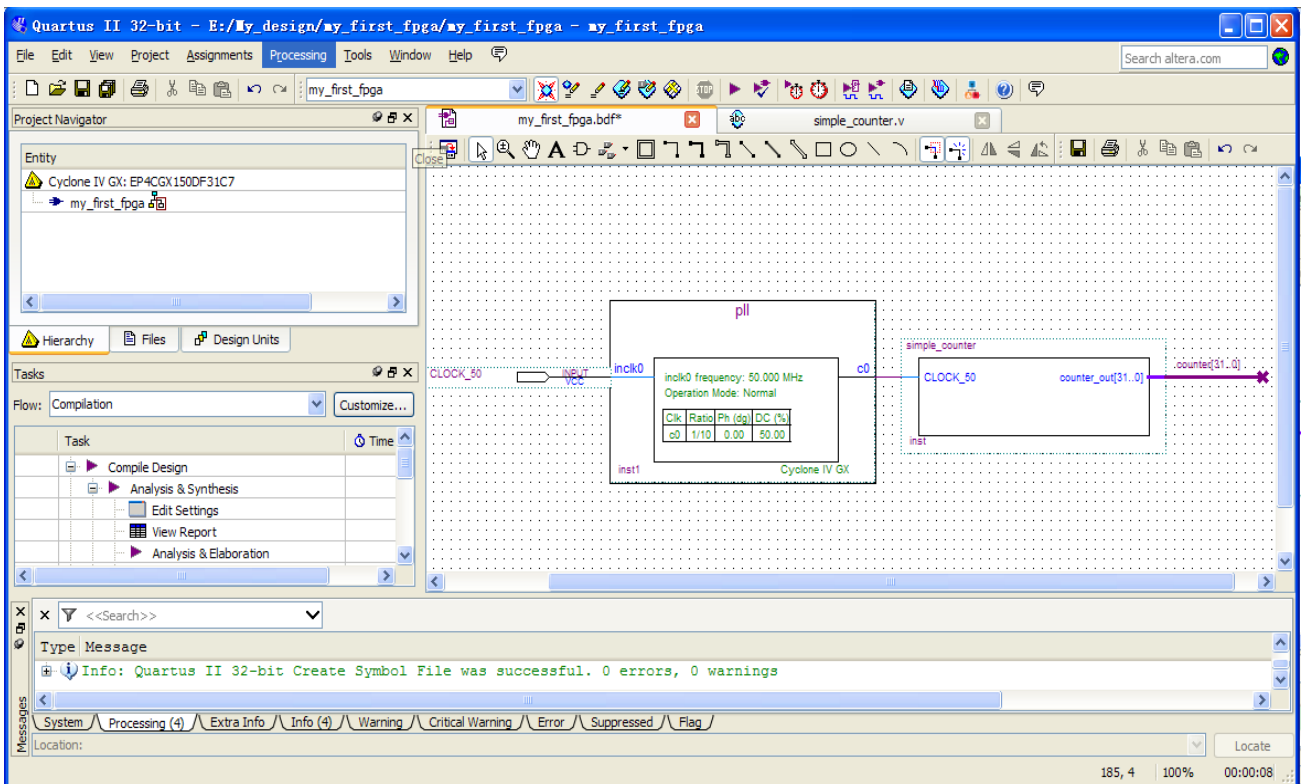 Quartus II 32-bit - E:/My_design/my_first_fpga/my_first_fpga - my_first_fpga
File Edit View Project Assignments Processing Tools Window Help
Search altera.com
my_first_fpga
Project Navigator
my_first_fpga.bdf*
simple_counter.v
Close
Entity
Cyclone IV GX: EP4CGX150DF31C7
my_first_fpga
Hierarchy Files Design Units
Tasks
Flow: Compilation Customize...
Task Time
Compile Design
Analysis & Synthesis
Edit Settings
View Report
Analysis & Elaboration
pll
CLOCK_50 INPUT
VCC
inclk0
c0
inclk0 frequency: 50.000 MHz
Operation Mode: Normal
Clk Ratio Ph (dg) DC (%)
c0 1/10 0.00 50.00
inst1
Cyclone IV GX
simple_counter
CLOCK_50 counter_out[31..0]
counter[31..0]
inst
<<Search>>
Type Message
Info: Quartus II 32-bit Create Symbol File was successful. 0 errors, 0 warnings
Messages
System Processing (4) Extra Info Info (4) Warning Critical Warning Error Suppressed Flag
Location: Locate
185, 4 100% 00:00:08